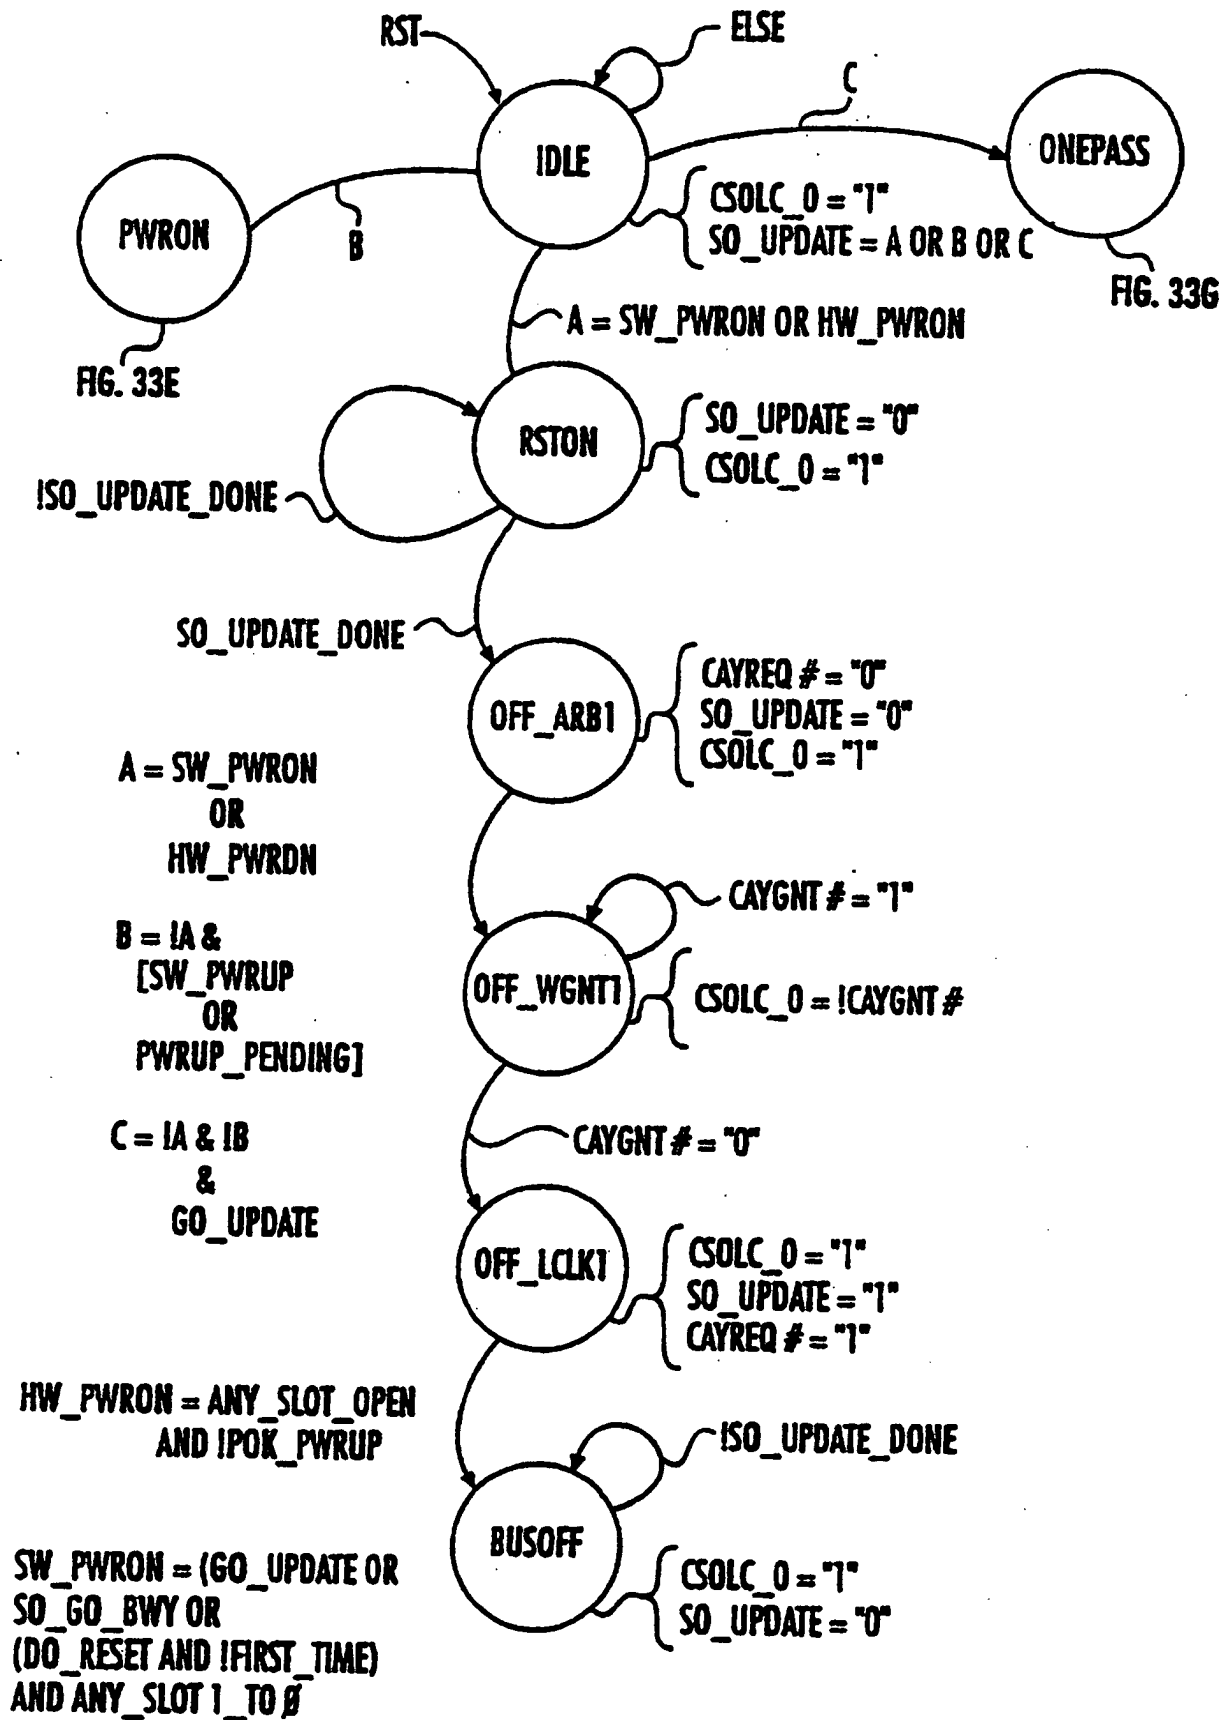 RST
ELSE
IDLE
C
ONEPASS
PWRON
B
CSOLC_0 = "1"
SO_UPDATE = A OR B OR C
FIG. 33G
A = SW_PWRON OR HW_PWRON
FIG. 33E
RSTON
SO_UPDATE = "0"
CSOLC_0 = "1"
!SO_UPDATE_DONE
SO_UPDATE_DONE
OFF_ARB1
CAYREQ # = "0"
SO_UPDATE = "0"
CSOLC_0 = "1"
A = SW_PWRON
OR
HW_PWRDN
CAYGNT # = "1"
B = !A &
[SW_PWRUP
OR
PWRUP_PENDING]
OFF_WGNT1
CSOLC_0 = !CAYGNT #
C = !A & !B
&
GO_UPDATE
CAYGNT # = "0"
OFF_LCLK1
CSOLC_0 = "1"
SO_UPDATE = "1"
CAYREQ # = "1"
HW_PWRON = ANY_SLOT_OPEN
AND !POK_PWRUP
!SO_UPDATE_DONE
BUSOFF
CSOLC_0 = "1"
SO_UPDATE = "0"
SW_PWRON = (GO_UPDATE OR
SO_GO_BWY OR
(DO_RESET AND !FIRST_TIME)
AND ANY_SLOT 1_TO Ø